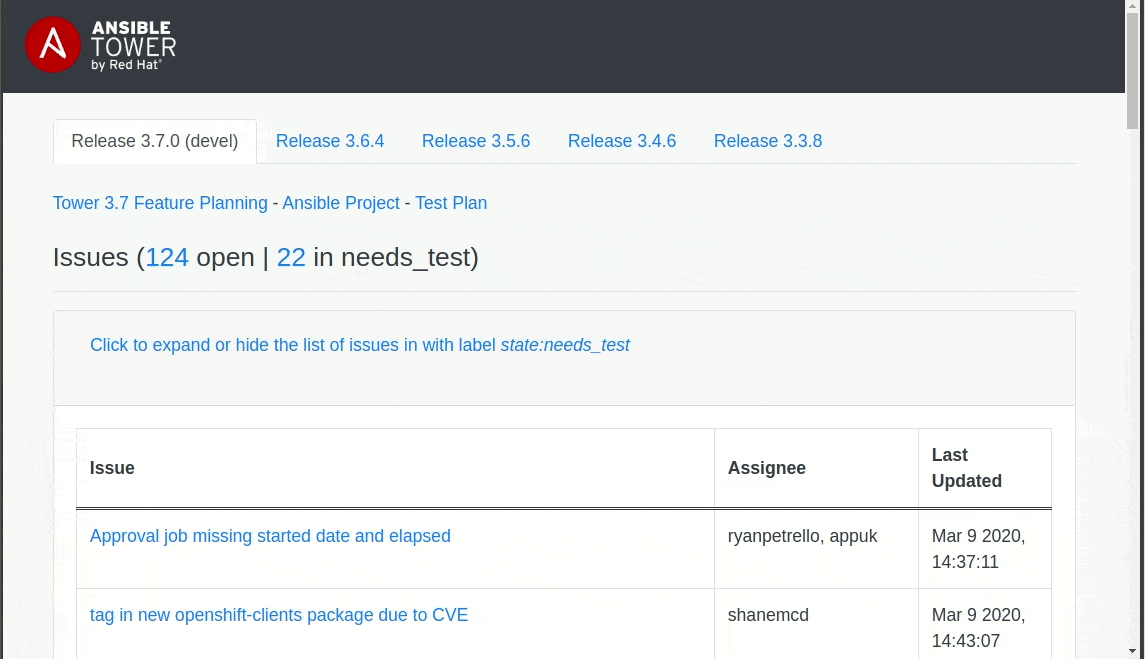 ANSIBLE
TOWER
by Red Hat®
Release 3.7.0 (devel) Release 3.6.4 Release 3.5.6 Release 3.4.6 Release 3.3.8
Tower 3.7 Feature Planning - Ansible Project - Test Plan
Issues (124 open | 22 in needs_test)
Click to expand or hide the list of issues in with label state:needs_test
Issue Assignee Last
Updated
Approval job missing started date and elapsed ryanpetrello, appuk Mar 9 2020,
14:37:11
tag in new openshift-clients package due to CVE shanemcd Mar 9 2020,
14:43:07